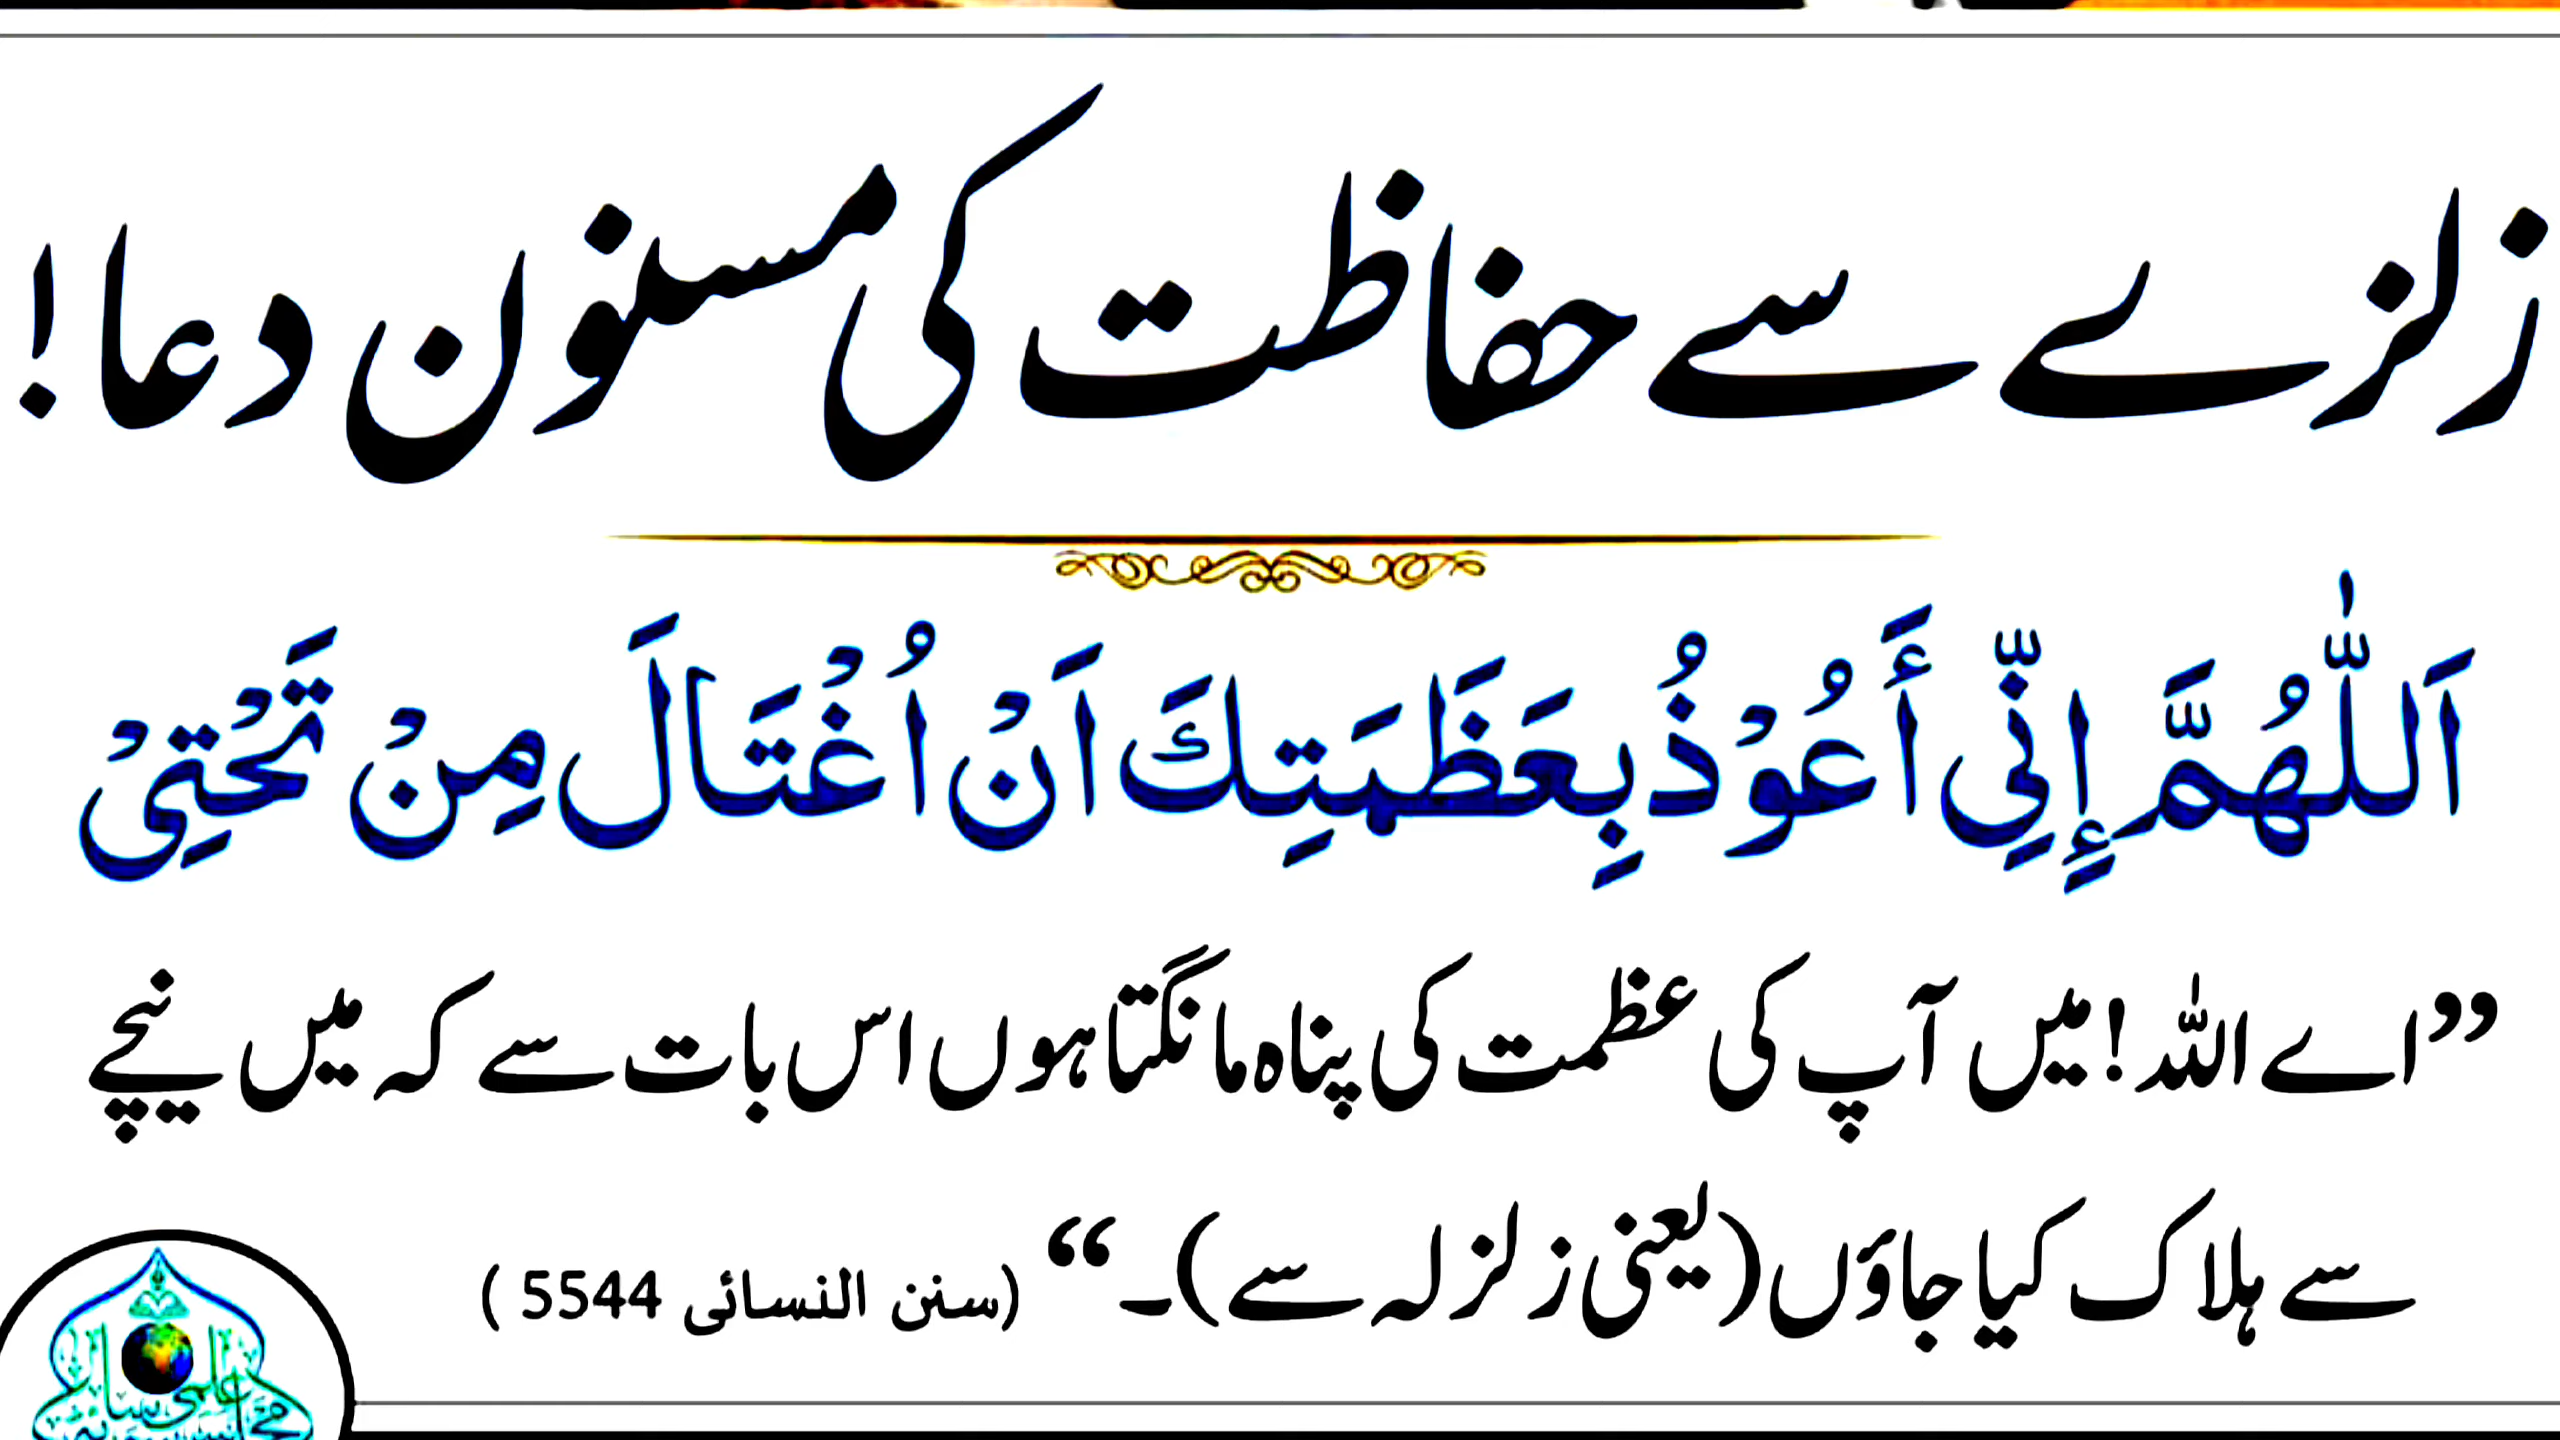 زلزے سے حفاظت کی مسنون دعا!
اَللّٰهُمَّ إِنِّی أَعُوْذُ بِعَظَمَتِكَ اَنْ اُغْتَالَ مِنْ تَحْتِیْ
”اے اللہ! میں آپ کی عظمت کی پناہ مانگتا ہوں اس بات سے کہ میں نیچے
سے ہلاک کیا جاؤں (یعنی زلزلہ سے)۔“ (سنن النسائی 5544 )